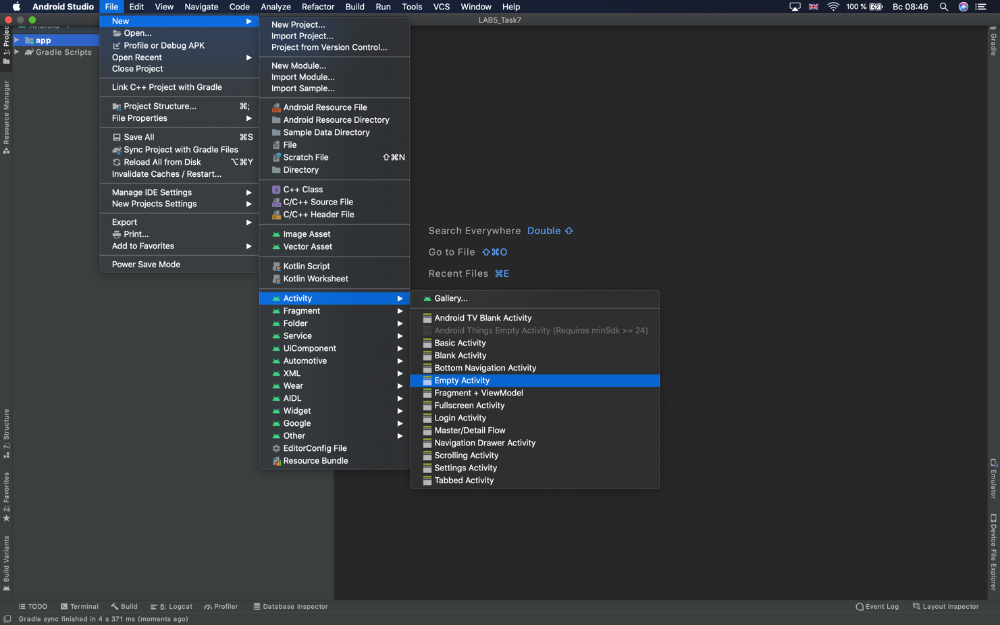 Android Studio File Edit View Navigate Code Analyze Refactor Build Run Tools VCS Window Help 100 % Вс 08:46
LAB5_Task7
Android
app
Gradle Scripts
1: Project
Resource Manager
Z: Structure
2: Favorites
Build Variants
New
Open...
Profile or Debug APK
Open Recent
Close Project
Link C++ Project with Gradle
Project Structure... ⌘;
File Properties
Save All ⌘S
Sync Project with Gradle Files
Reload All from Disk ⌥⌘Y
Invalidate Caches / Restart...
Manage IDE Settings
New Projects Settings
Export
Print...
Add to Favorites
Power Save Mode
New Project...
Import Project...
Project from Version Control...
New Module...
Import Module...
Import Sample...
Android Resource File
Android Resource Directory
Sample Data Directory
File
Scratch File ⇧⌘N
Directory
C++ Class
C/C++ Source File
C/C++ Header File
Image Asset
Vector Asset
Kotlin Script
Kotlin Worksheet
Activity
Fragment
Folder
Service
UiComponent
Automotive
XML
Wear
AIDL
Widget
Google
Other
EditorConfig File
Resource Bundle
Search Everywhere Double ⇧
Go to File ⇧⌘O
Recent Files ⌘E
Gallery...
Android TV Blank Activity
Android Things Empty Activity (Requires minSdk >= 24)
Basic Activity
Blank Activity
Bottom Navigation Activity
Empty Activity
Fragment + ViewModel
Fullscreen Activity
Login Activity
Master/Detail Flow
Navigation Drawer Activity
Scrolling Activity
Settings Activity
Tabbed Activity
Gradle
Emulator
Device File Explorer
TODO Terminal Build 6: Logcat Profiler Database Inspector Event Log Layout Inspector
Gradle sync finished in 4 s 371 ms (moments ago)